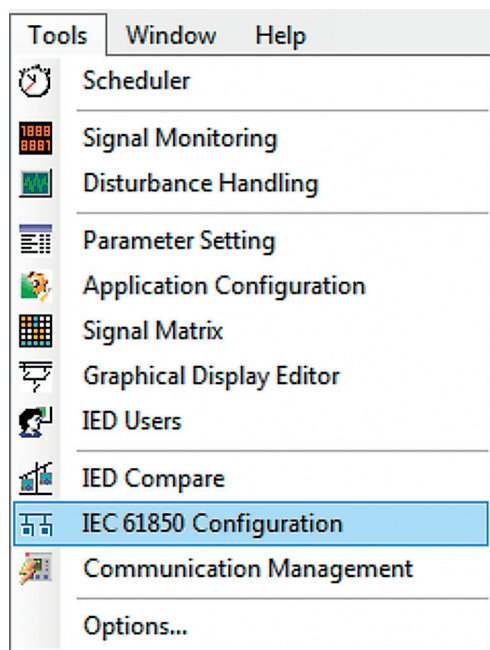 Tools Window Help
Scheduler
Signal Monitoring
Disturbance Handling
Parameter Setting
Application Configuration
Signal Matrix
Graphical Display Editor
IED Users
IED Compare
IEC 61850 Configuration
Communication Management
Options...